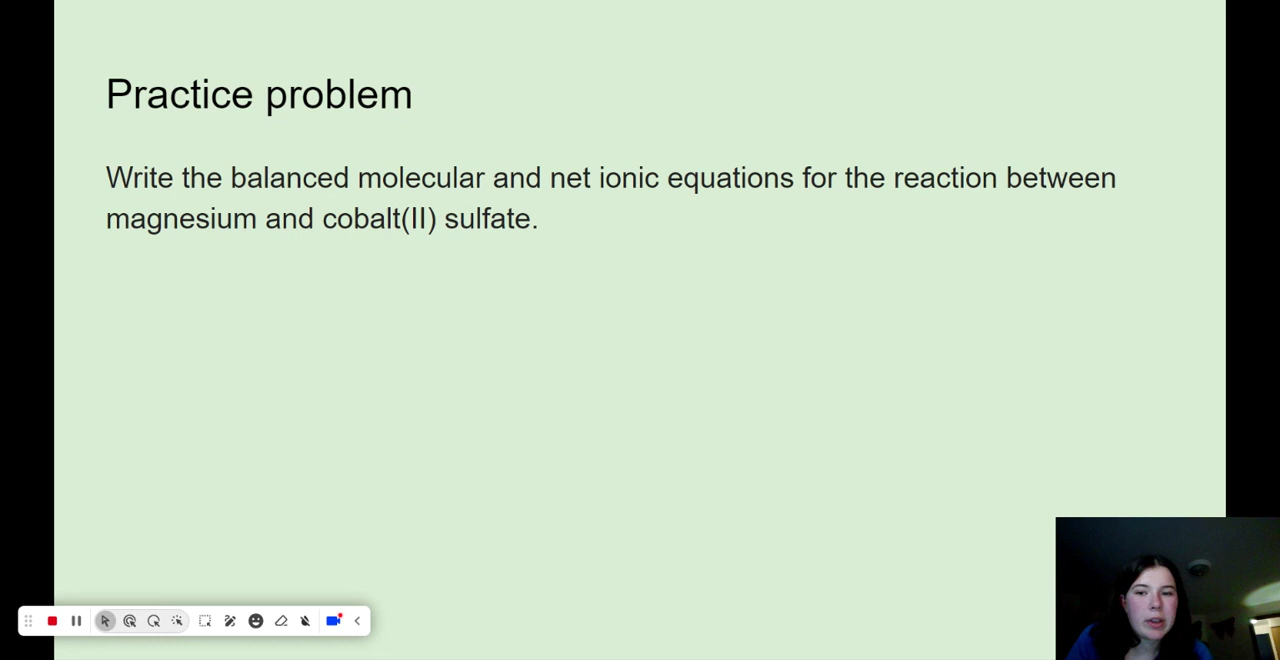 Practice problem
Write the balanced molecular and net ionic equations for the reaction between
magnesium and cobalt(II) sulfate.